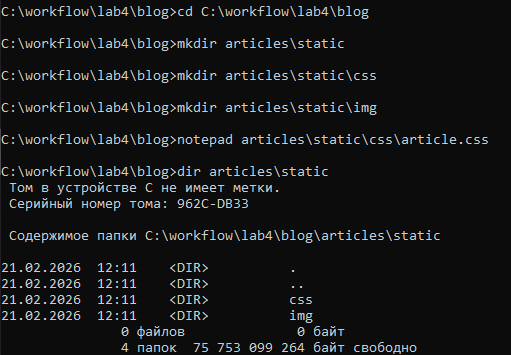 C:\workflow\lab4\blog>cd C:\workflow\lab4\blog
C:\workflow\lab4\blog>mkdir articles\static
C:\workflow\lab4\blog>mkdir articles\static\css
C:\workflow\lab4\blog>mkdir articles\static\img
C:\workflow\lab4\blog>notepad articles\static\css\article.css
C:\workflow\lab4\blog>dir articles\static
Том в устройстве C не имеет метки.
Серийный номер тома: 962C-DB33
Содержимое папки C:\workflow\lab4\blog\articles\static
21.02.2026  12:11    <DIR>          .
21.02.2026  12:11    <DIR>          ..
21.02.2026  12:11    <DIR>          css
21.02.2026  12:11    <DIR>          img
0 файлов              0 байт
4 папок  75 753 099 264 байт свободно